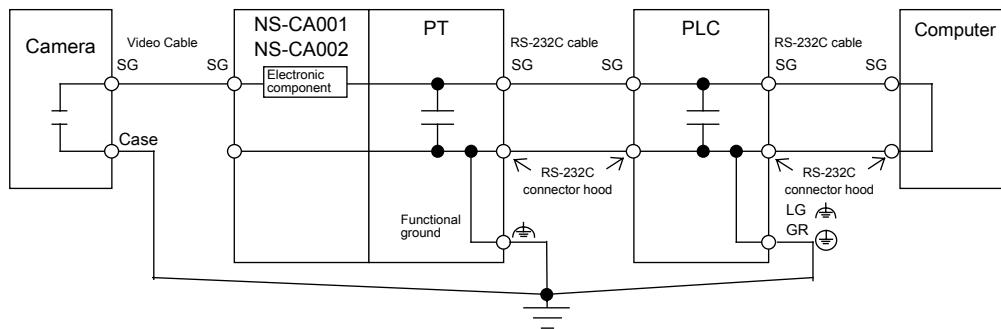 Camera
Video Cable
SG
SG
Case
NS-CA001
NS-CA002
Electronic
component
PT
Functional
ground
RS-232C cable
SG
SG
RS-232C
connector hood
PLC
LG
GR
RS-232C cable
SG
SG
RS-232C
connector hood
Computer